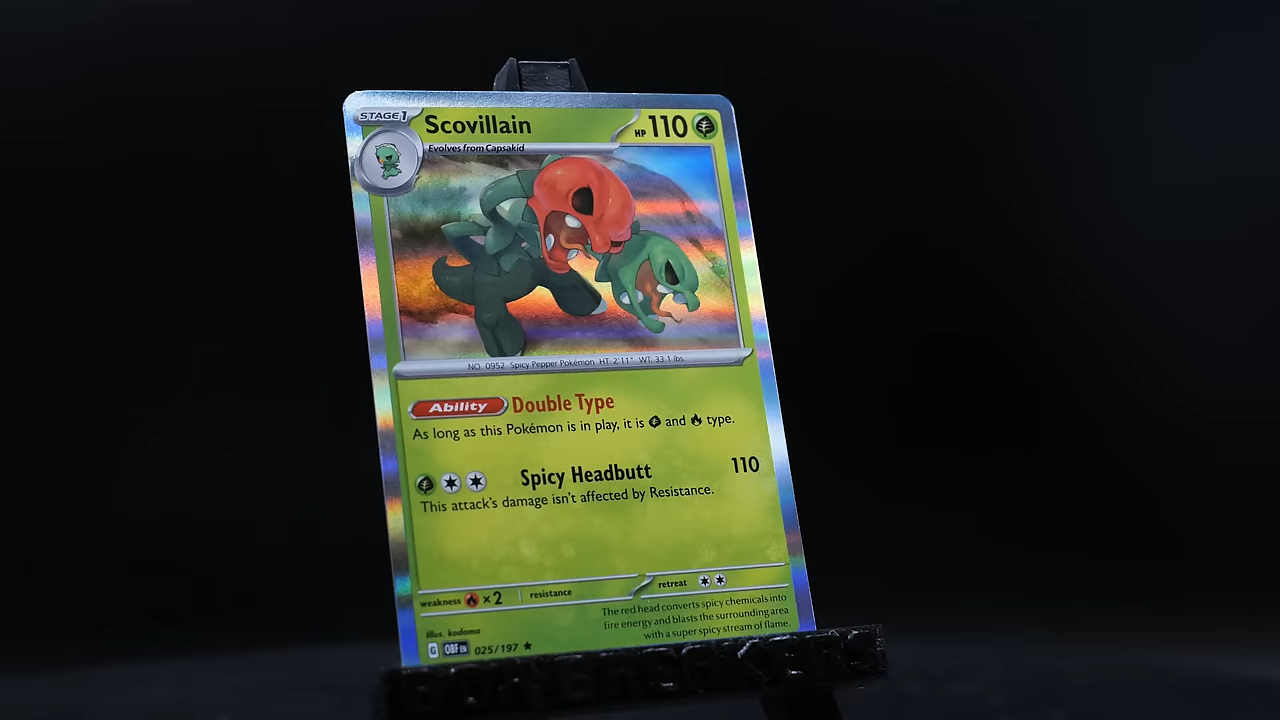 STAGE 1
Scovillain
HP 110
Evolves from Capsakid
NO. 0952 Spicy Pepper Pokémon HT. 2'11" WT. 33.1 lbs.
Ability Double Type
As long as this Pokémon is in play, it is and type.
Spicy Headbutt 110
This attack's damage isn't affected by Resistance.
weakness ×2 resistance retreat
The red head converts spicy chemicals into
fire energy and blasts the surrounding area
with a super spicy stream of flame.
illus. kodama
G OBF EN 025/197